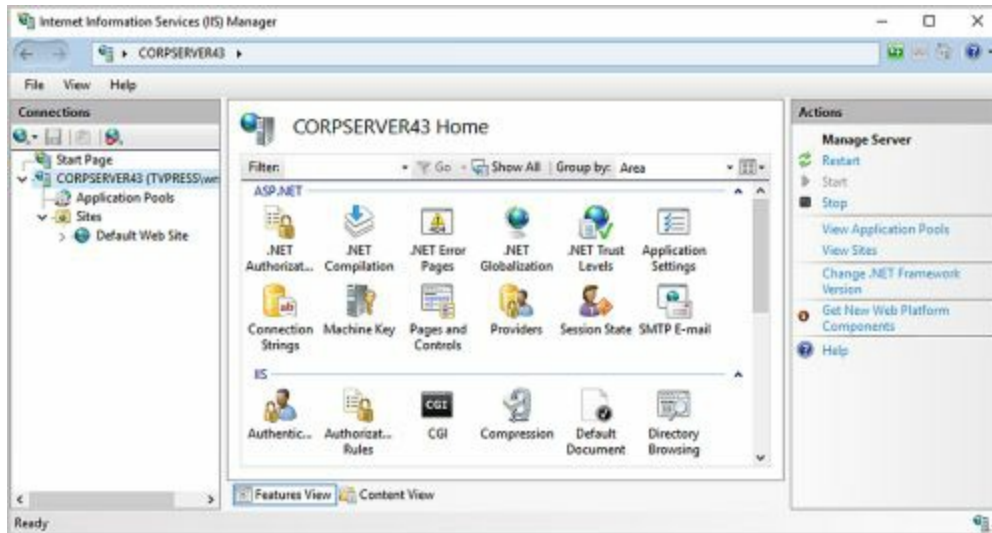 Internet Information Services (IIS) Manager
CORPSERVER43
File View Help
Connections
Start Page
CORPSERVER43 (TVPRESS\
Application Pools
Sites
Default Web Site
CORPSERVER43 Home
Filter: Go Show All Group by: Area
ASP.NET
.NET Authorizat...
.NET Compilation
.NET Error Pages
.NET Globalization
.NET Trust Levels
Application Settings
Connection Strings
Machine Key
Pages and Controls
Providers
Session State
SMTP E-mail
IIS
Authentic...
Authorizat... Rules
CGI
CGI
Compression
Default Document
Directory Browsing
Features View Content View
Actions
Manage Server
Restart
Start
Stop
View Application Pools
View Sites
Change .NET Framework
Version
Get New Web Platform
Components
Help
Ready